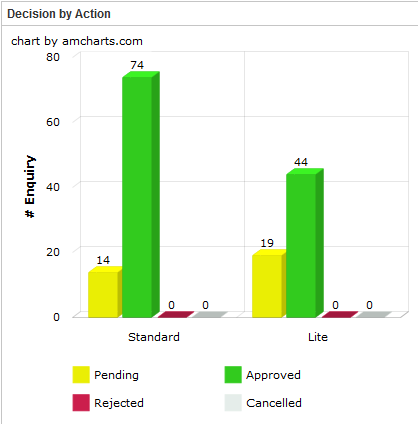 Decision by Action
chart by amcharts.com
80
60
40
20
0
# Enquiry
14
74
0
0
19
44
0
0
Standard
Lite
Pending
Approved
Rejected
Cancelled